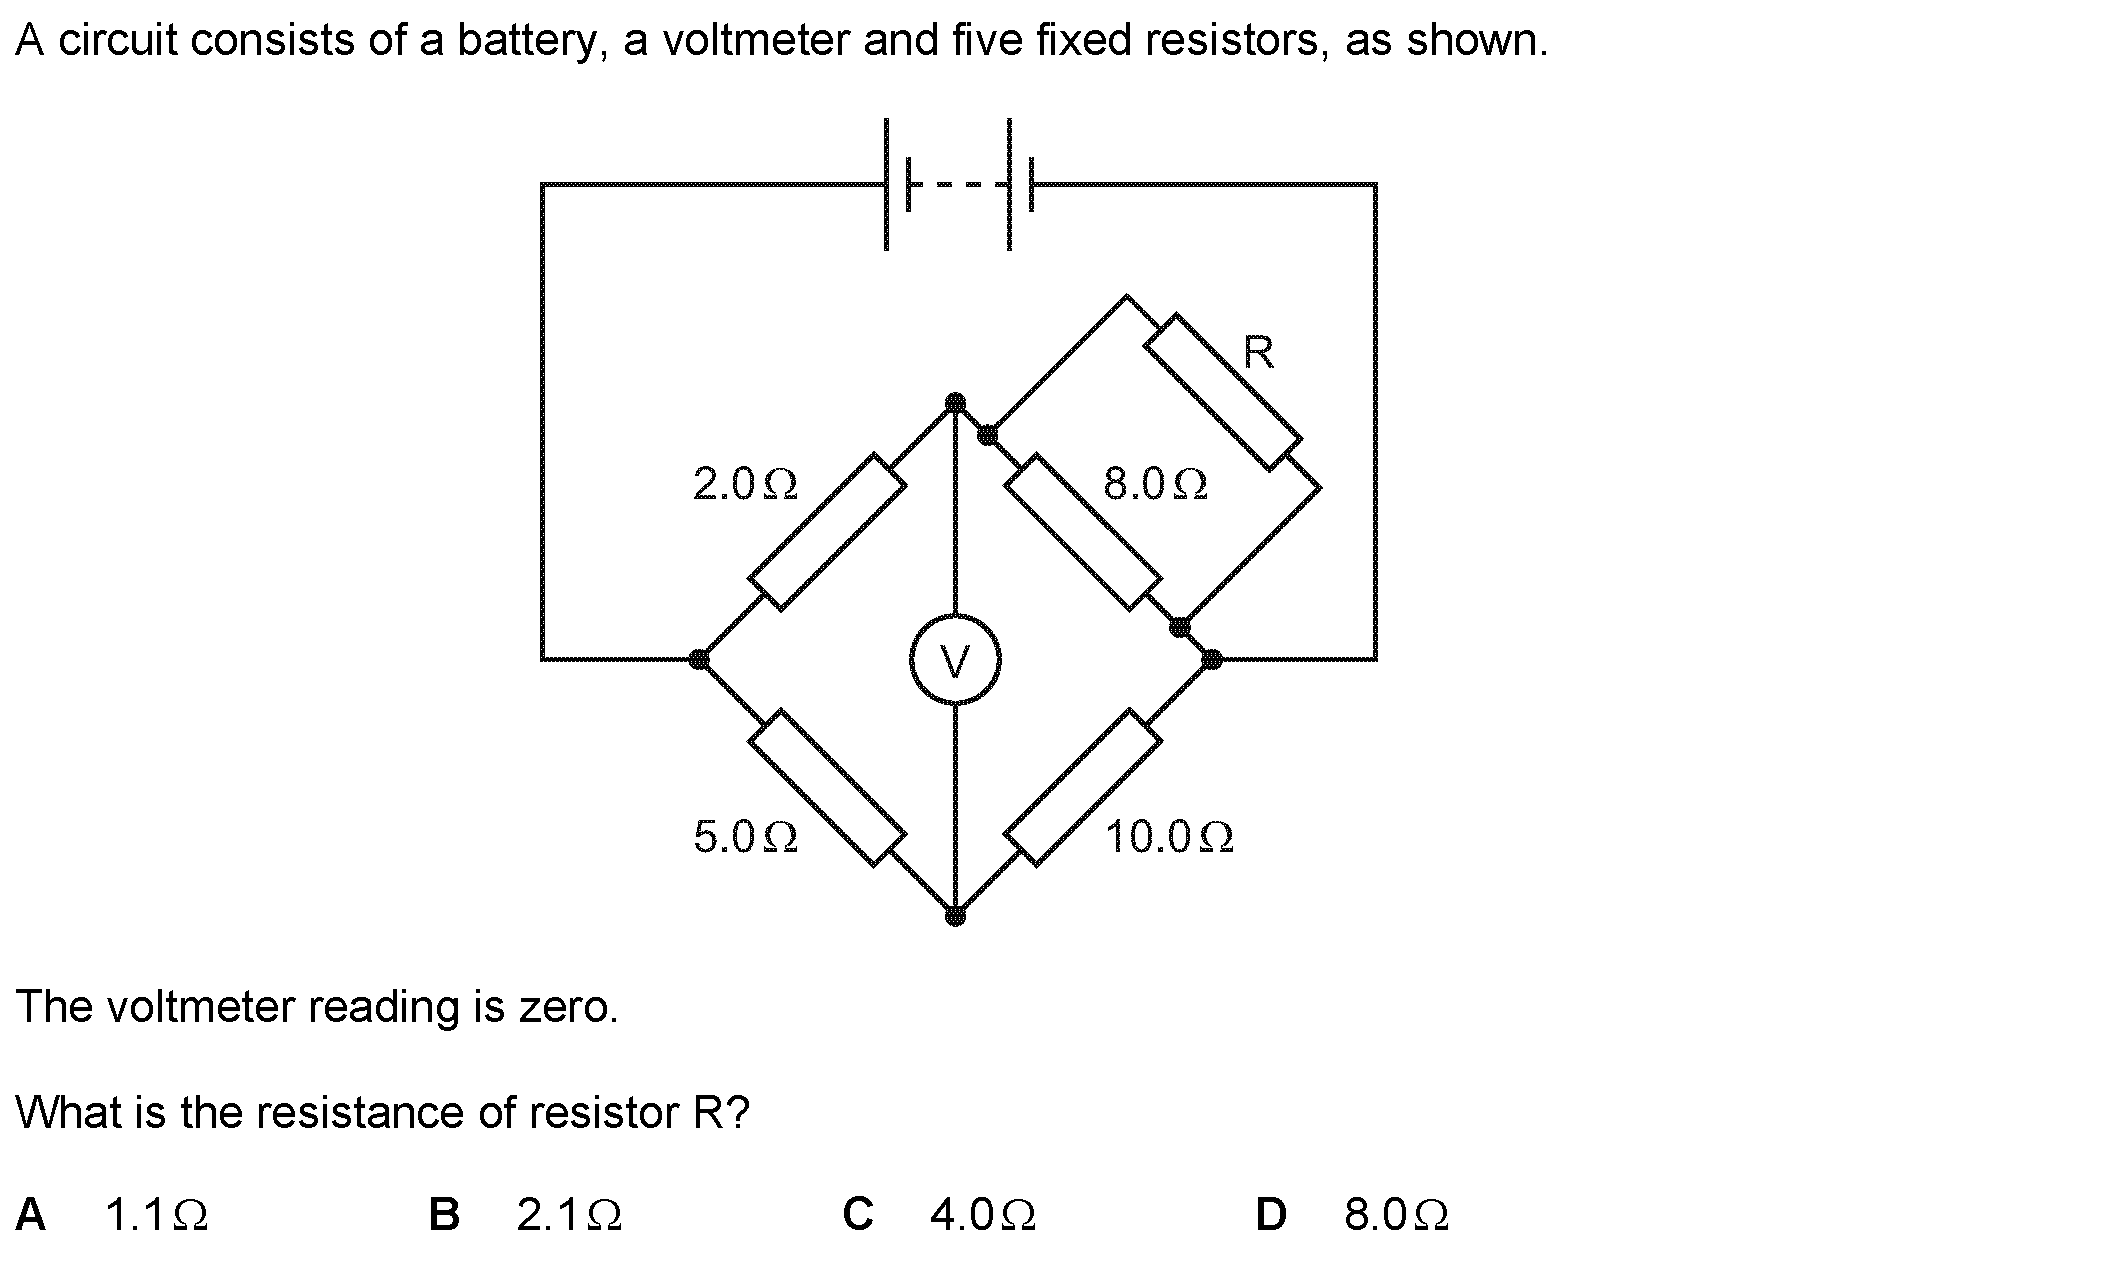 A circuit consists of a battery, a voltmeter and five fixed resistors, as shown.
R
2.0Ω
8.0Ω
V
5.0Ω
10.0Ω
The voltmeter reading is zero.
What is the resistance of resistor R?
A 1.1Ω B 2.1Ω C 4.0Ω D 8.0Ω